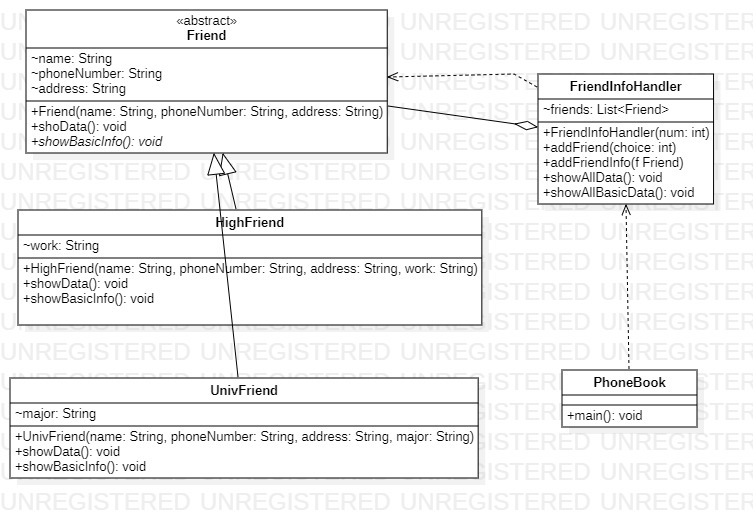 «abstract»
Friend
~name: String
~phoneNumber: String
~address: String
+Friend(name: String, phoneNumber: String, address: String)
+shoData(): void
+showBasicInfo(): void
FriendInfoHandler
~friends: List<Friend>
+FriendInfoHandler(num: int)
+addFriend(choice: int)
+addFriendInfo(f Friend)
+showAllData(): void
+showAllBasicData(): void
HighFriend
~work: String
+HighFriend(name: String, phoneNumber: String, address: String, work: String)
+showData(): void
+showBasicInfo(): void
PhoneBook
+main(): void
UnivFriend
~major: String
+UnivFriend(name: String, phoneNumber: String, address: String, major: String)
+showData(): void
+showBasicInfo(): void
UNREGISTERED UNREGISTERED UNREGISTERED UNREGISTERED